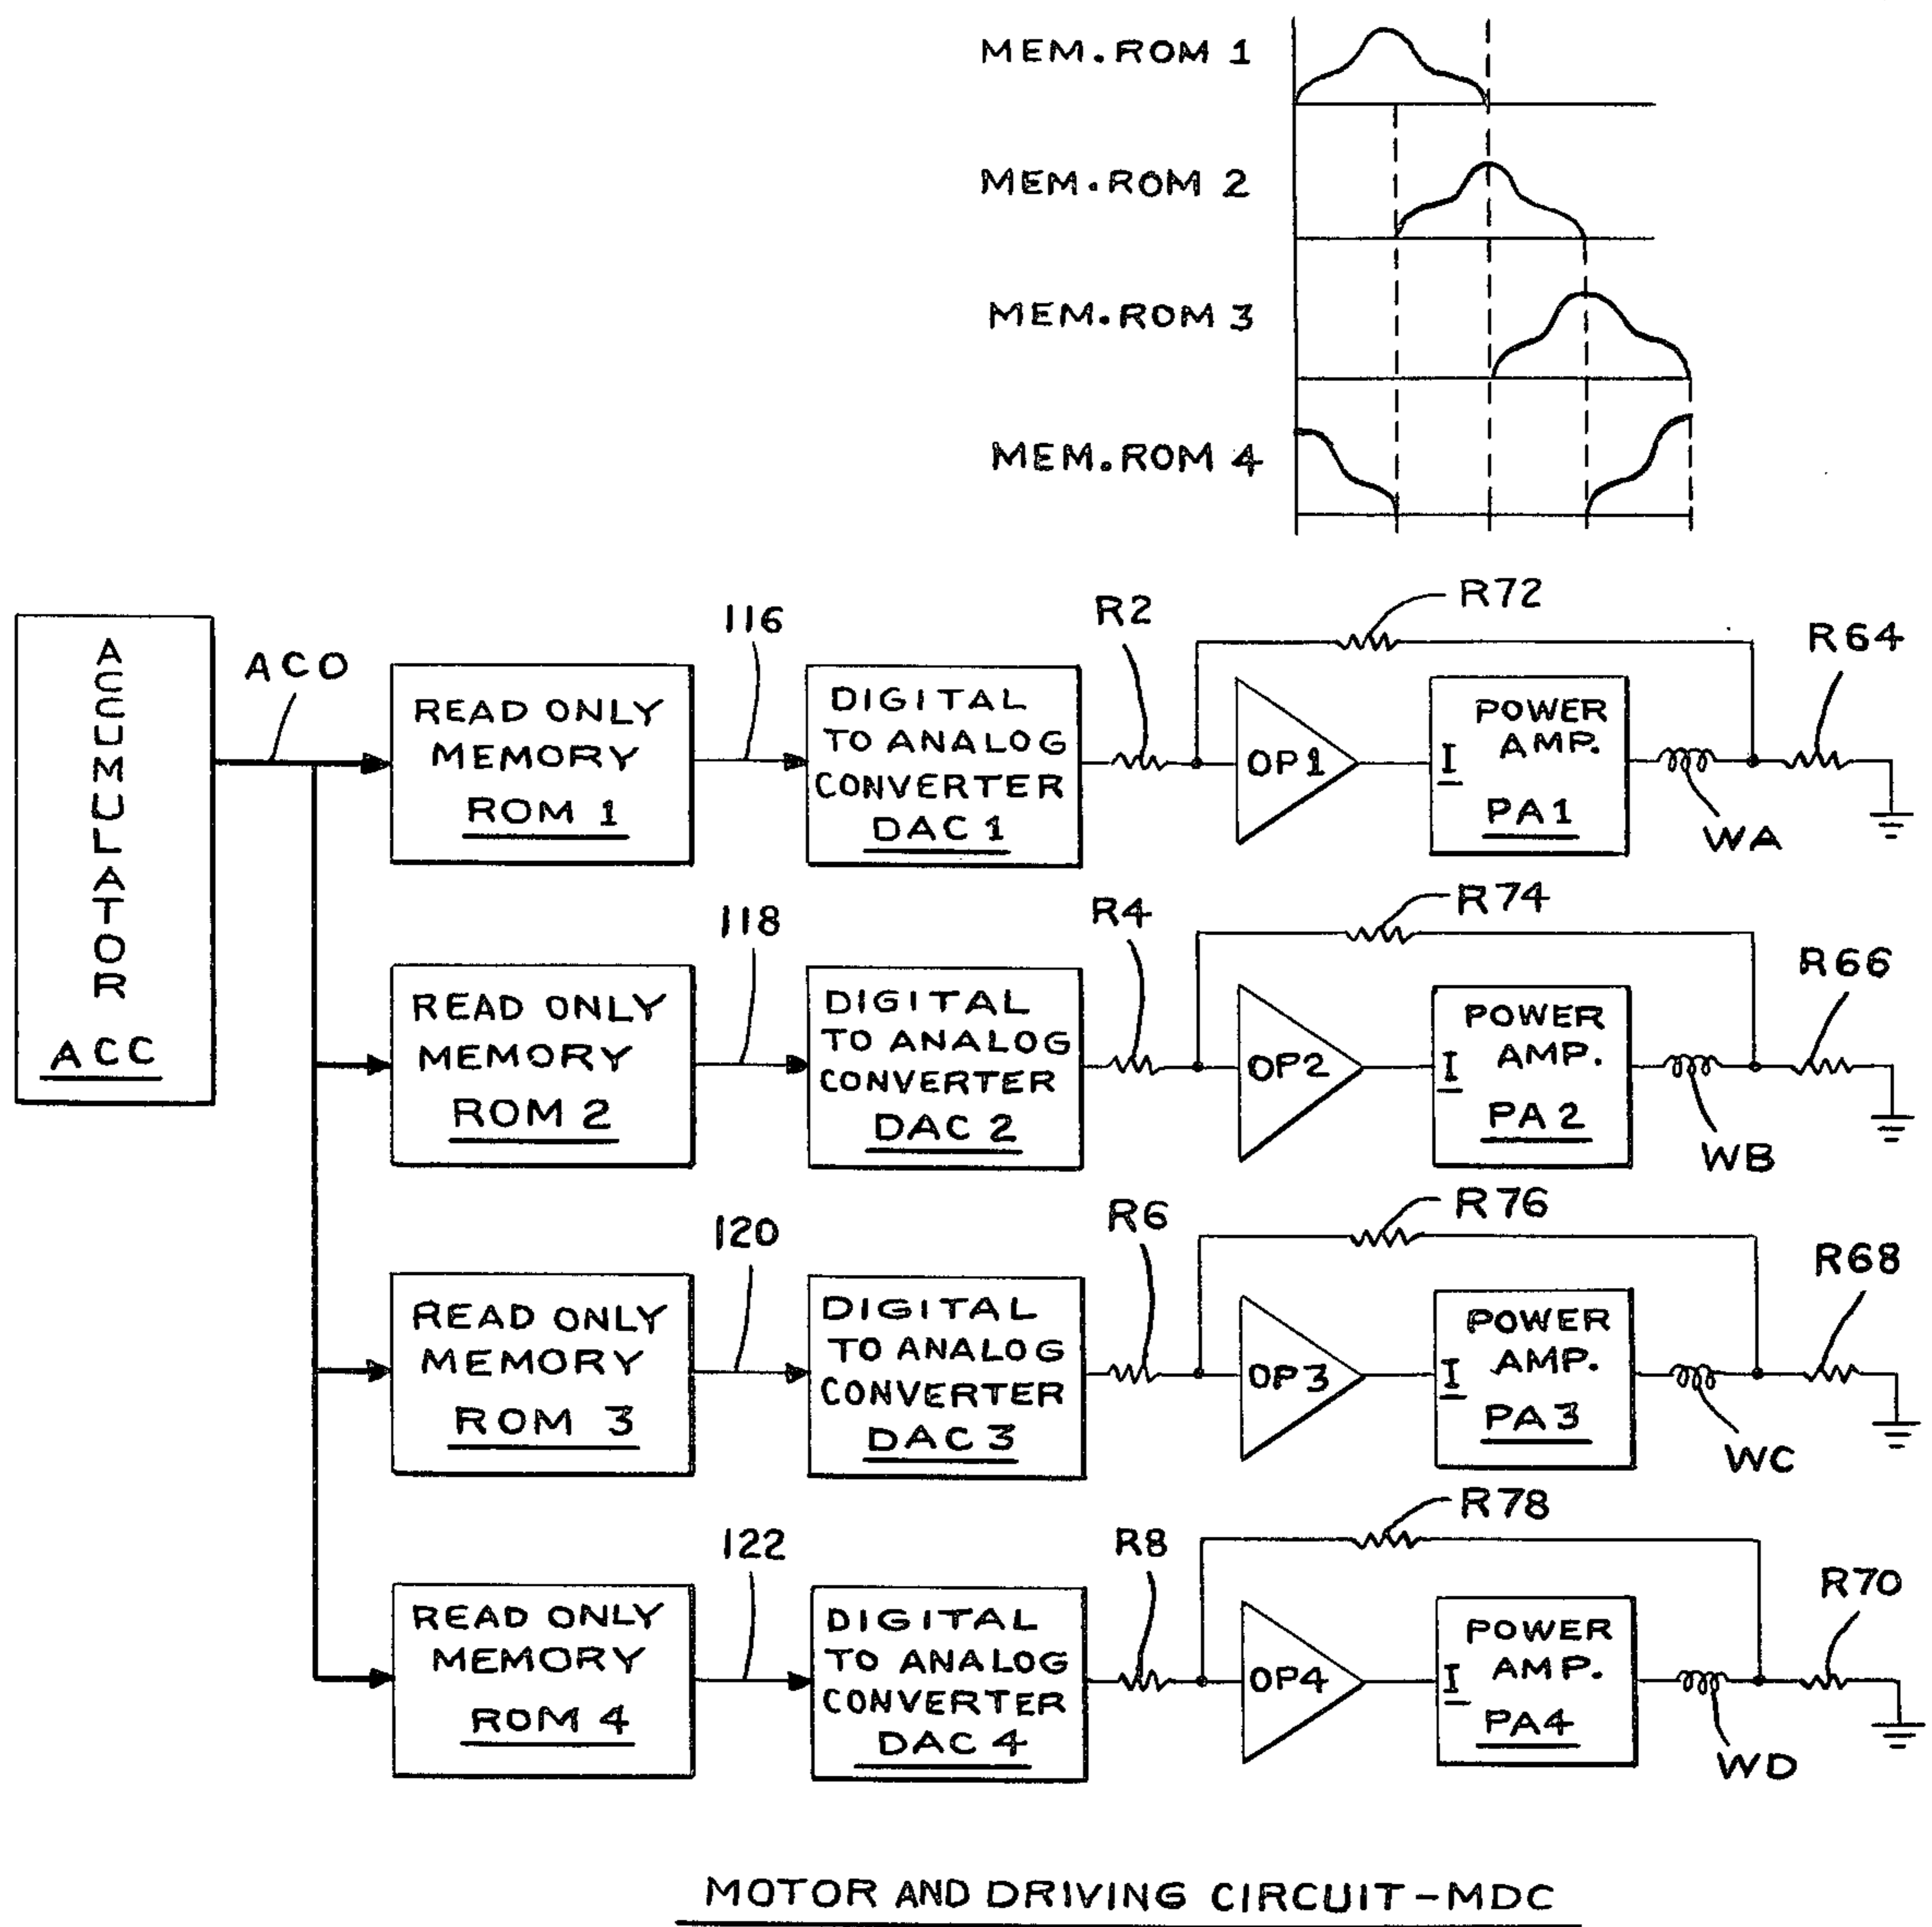 MEM. ROM 1
MEM. ROM 2
MEM. ROM 3
MEM. ROM 4
ACCUMULATOR
ACC
ACO
READ ONLY
MEMORY
ROM 1
116
DIGITAL
TO ANALOG
CONVERTER
DAC 1
R2
R72
OP1
I
POWER
AMP.
PA1
WA
R64
READ ONLY
MEMORY
ROM 2
118
DIGITAL
TO ANALOG
CONVERTER
DAC 2
R4
R74
OP2
I
POWER
AMP.
PA2
WB
R66
READ ONLY
MEMORY
ROM 3
120
DIGITAL
TO ANALOG
CONVERTER
DAC 3
R6
R76
OP3
I
POWER
AMP.
PA3
WC
R68
READ ONLY
MEMORY
ROM 4
122
DIGITAL
TO ANALOG
CONVERTER
DAC 4
R8
R78
OP4
I
POWER
AMP.
PA4
WD
R70
MOTOR AND DRIVING CIRCUIT-MDC